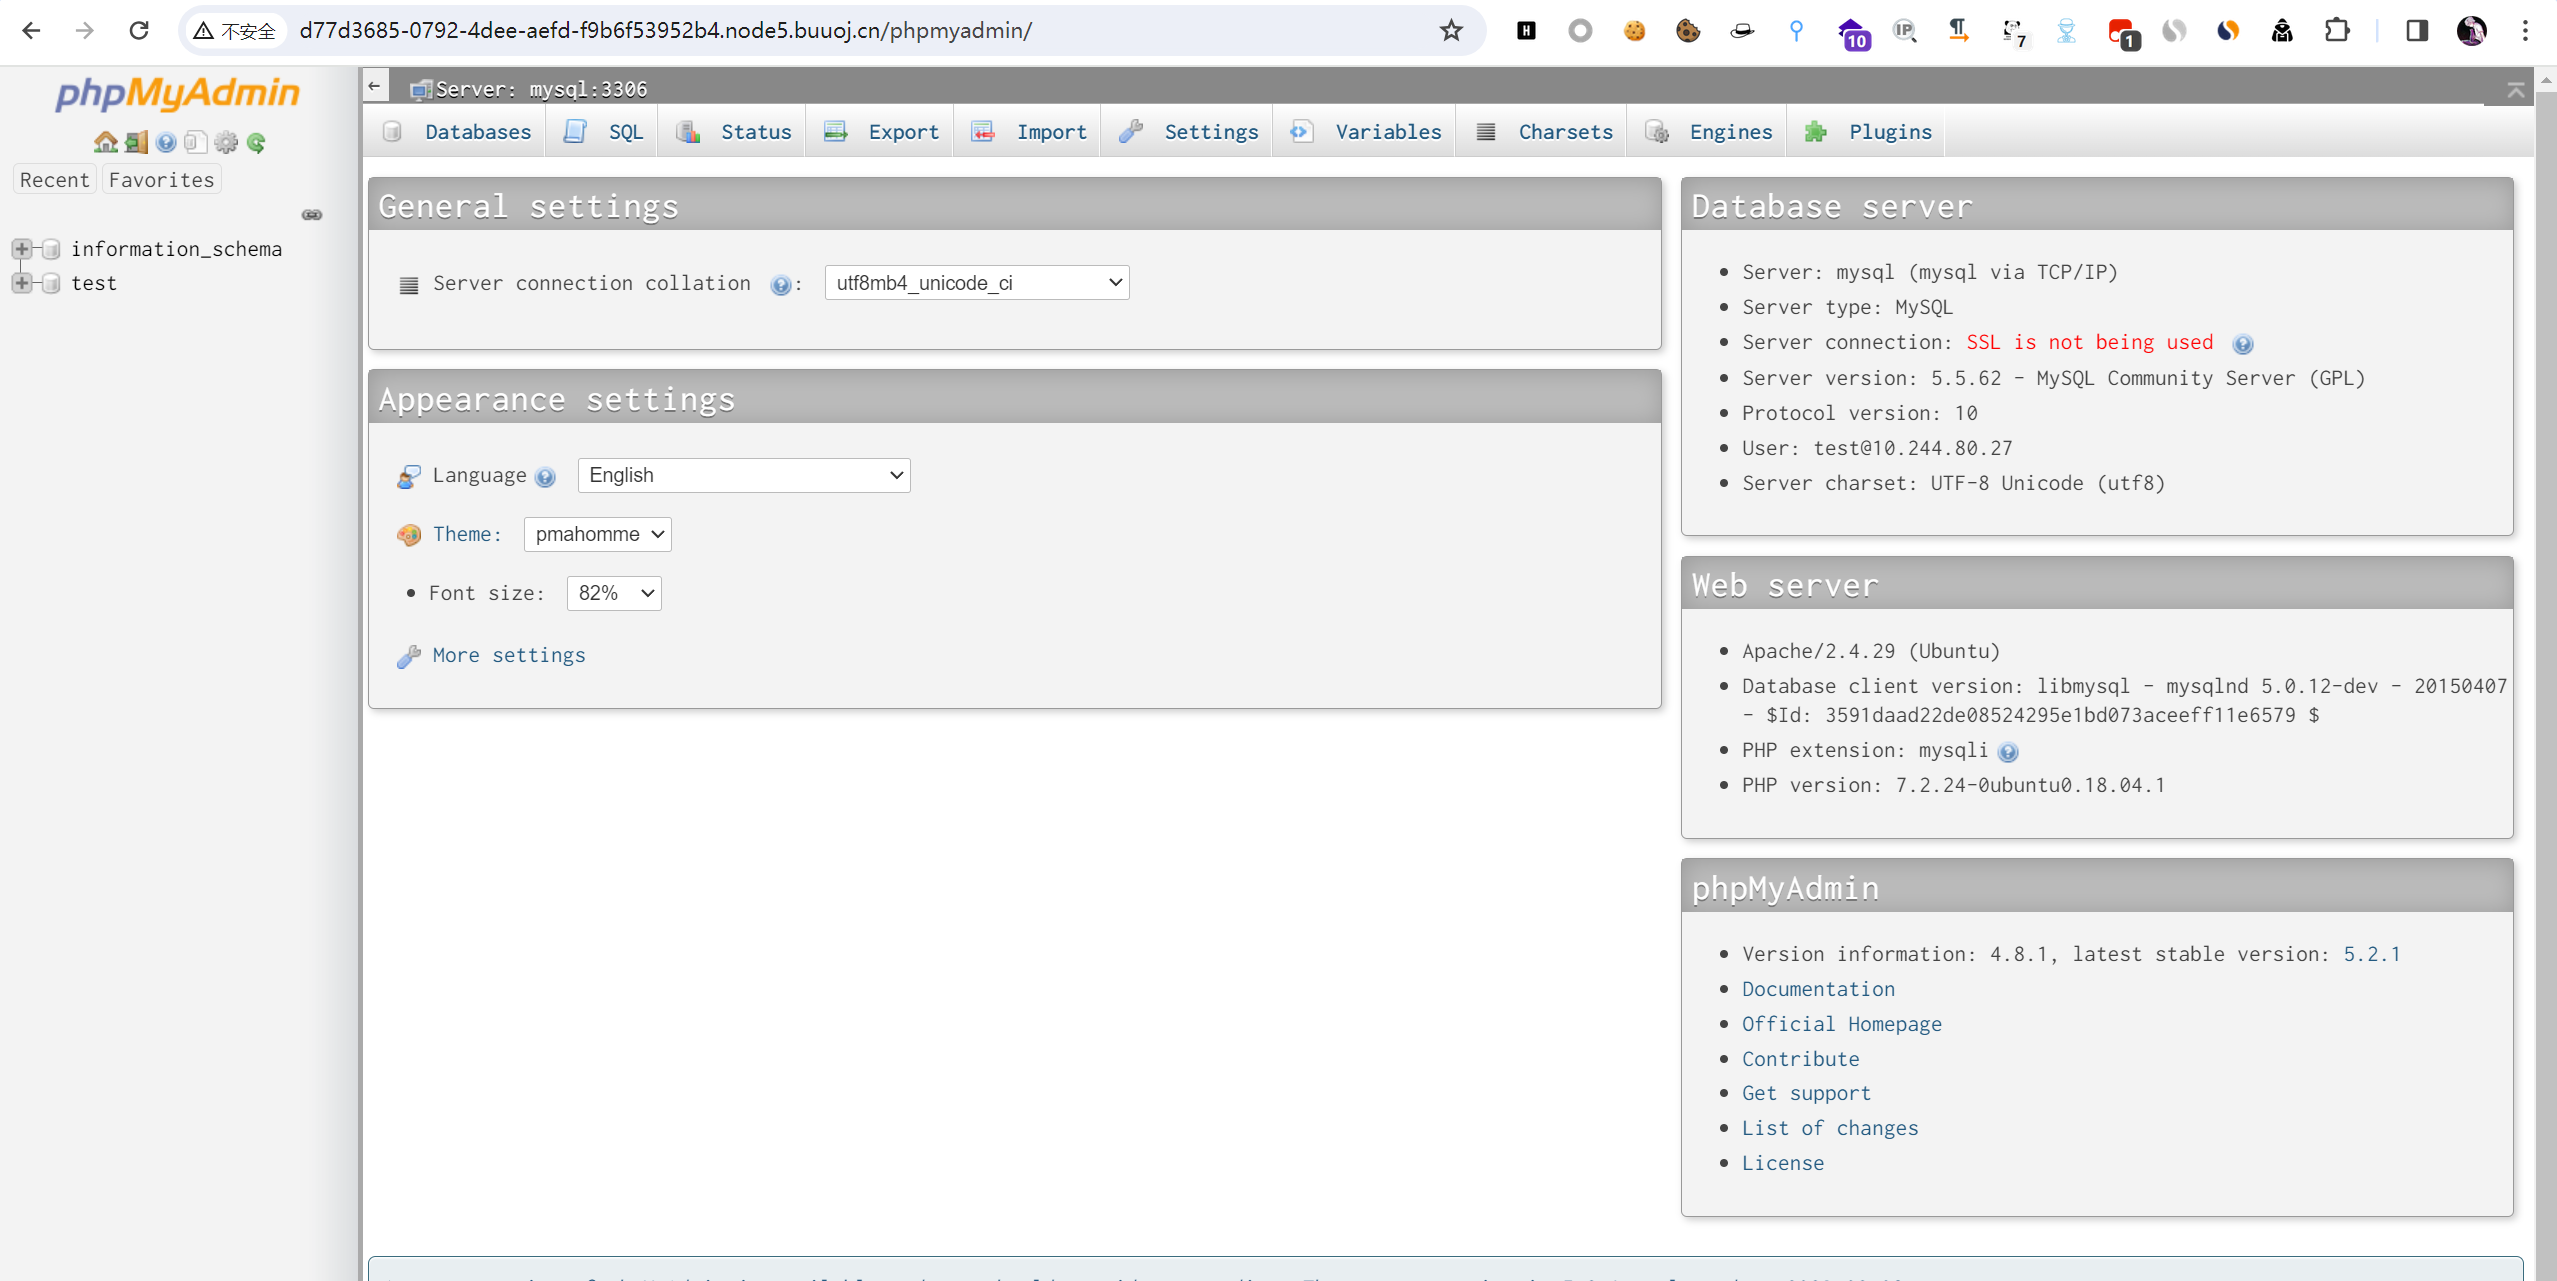 不安全 d77d3685-0792-4dee-aefd-f9b6f53952b4.node5.buuoj.cn/phpmyadmin/
10 IP 7 1
phpMyAdmin
Recent Favorites
information_schema
test
Server: mysql:3306
Databases SQL Status Export Import Settings Variables Charsets Engines Plugins
General settings
Server connection collation : utf8mb4_unicode_ci
Appearance settings
Language English
Theme: pmahomme
Font size: 82%
More settings
Database server
Server: mysql (mysql via TCP/IP)
Server type: MySQL
Server connection: SSL is not being used
Server version: 5.5.62 - MySQL Community Server (GPL)
Protocol version: 10
User: test@10.244.80.27
Server charset: UTF-8 Unicode (utf8)
Web server
Apache/2.4.29 (Ubuntu)
Database client version: libmysql - mysqlnd 5.0.12-dev - 20150407
- $Id: 3591daad22de08524295e1bd073aceeff11e6579 $
PHP extension: mysqli
PHP version: 7.2.24-0ubuntu0.18.04.1
phpMyAdmin
Version information: 4.8.1, latest stable version: 5.2.1
Documentation
Official Homepage
Contribute
Get support
List of changes
License